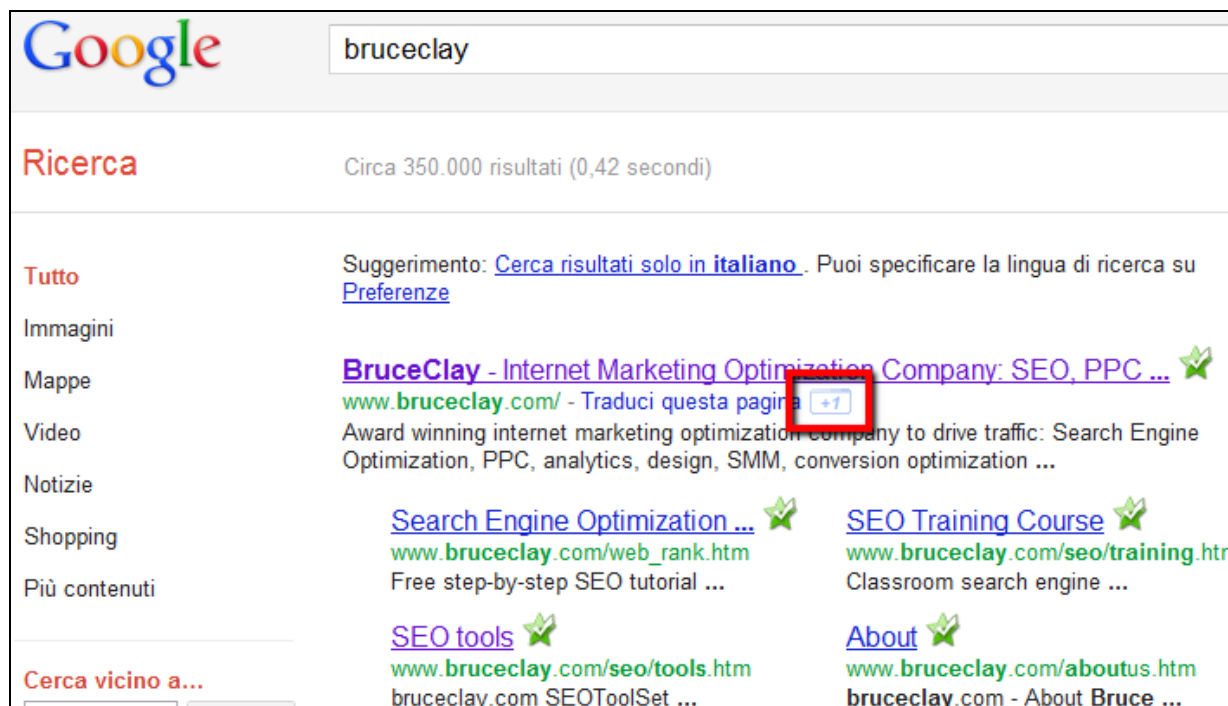 Google
bruceclay
Ricerca
Circa 350.000 risultati (0,42 secondi)
Tutto
Immagini
Mappe
Video
Notizie
Shopping
Più contenuti
Cerca vicino a...
Suggerimento: Cerca risultati solo in italiano . Puoi specificare la lingua di ricerca su
Preferenze
BruceClay - Internet Marketing Optimization Company: SEO, PPC ...
www.bruceclay.com/ - Traduci questa pagina +1
Award winning internet marketing optimization company to drive traffic: Search Engine
Optimization, PPC, analytics, design, SMM, conversion optimization ...
Search Engine Optimization ...
www.bruceclay.com/web_rank.htm
Free step-by-step SEO tutorial ...
SEO Training Course
www.bruceclay.com/seo/training.htm
Classroom search engine ...
SEO tools
www.bruceclay.com/seo/tools.htm
bruceclay.com SEOToolSet ...
About
www.bruceclay.com/aboutus.htm
bruceclay.com - About Bruce ...